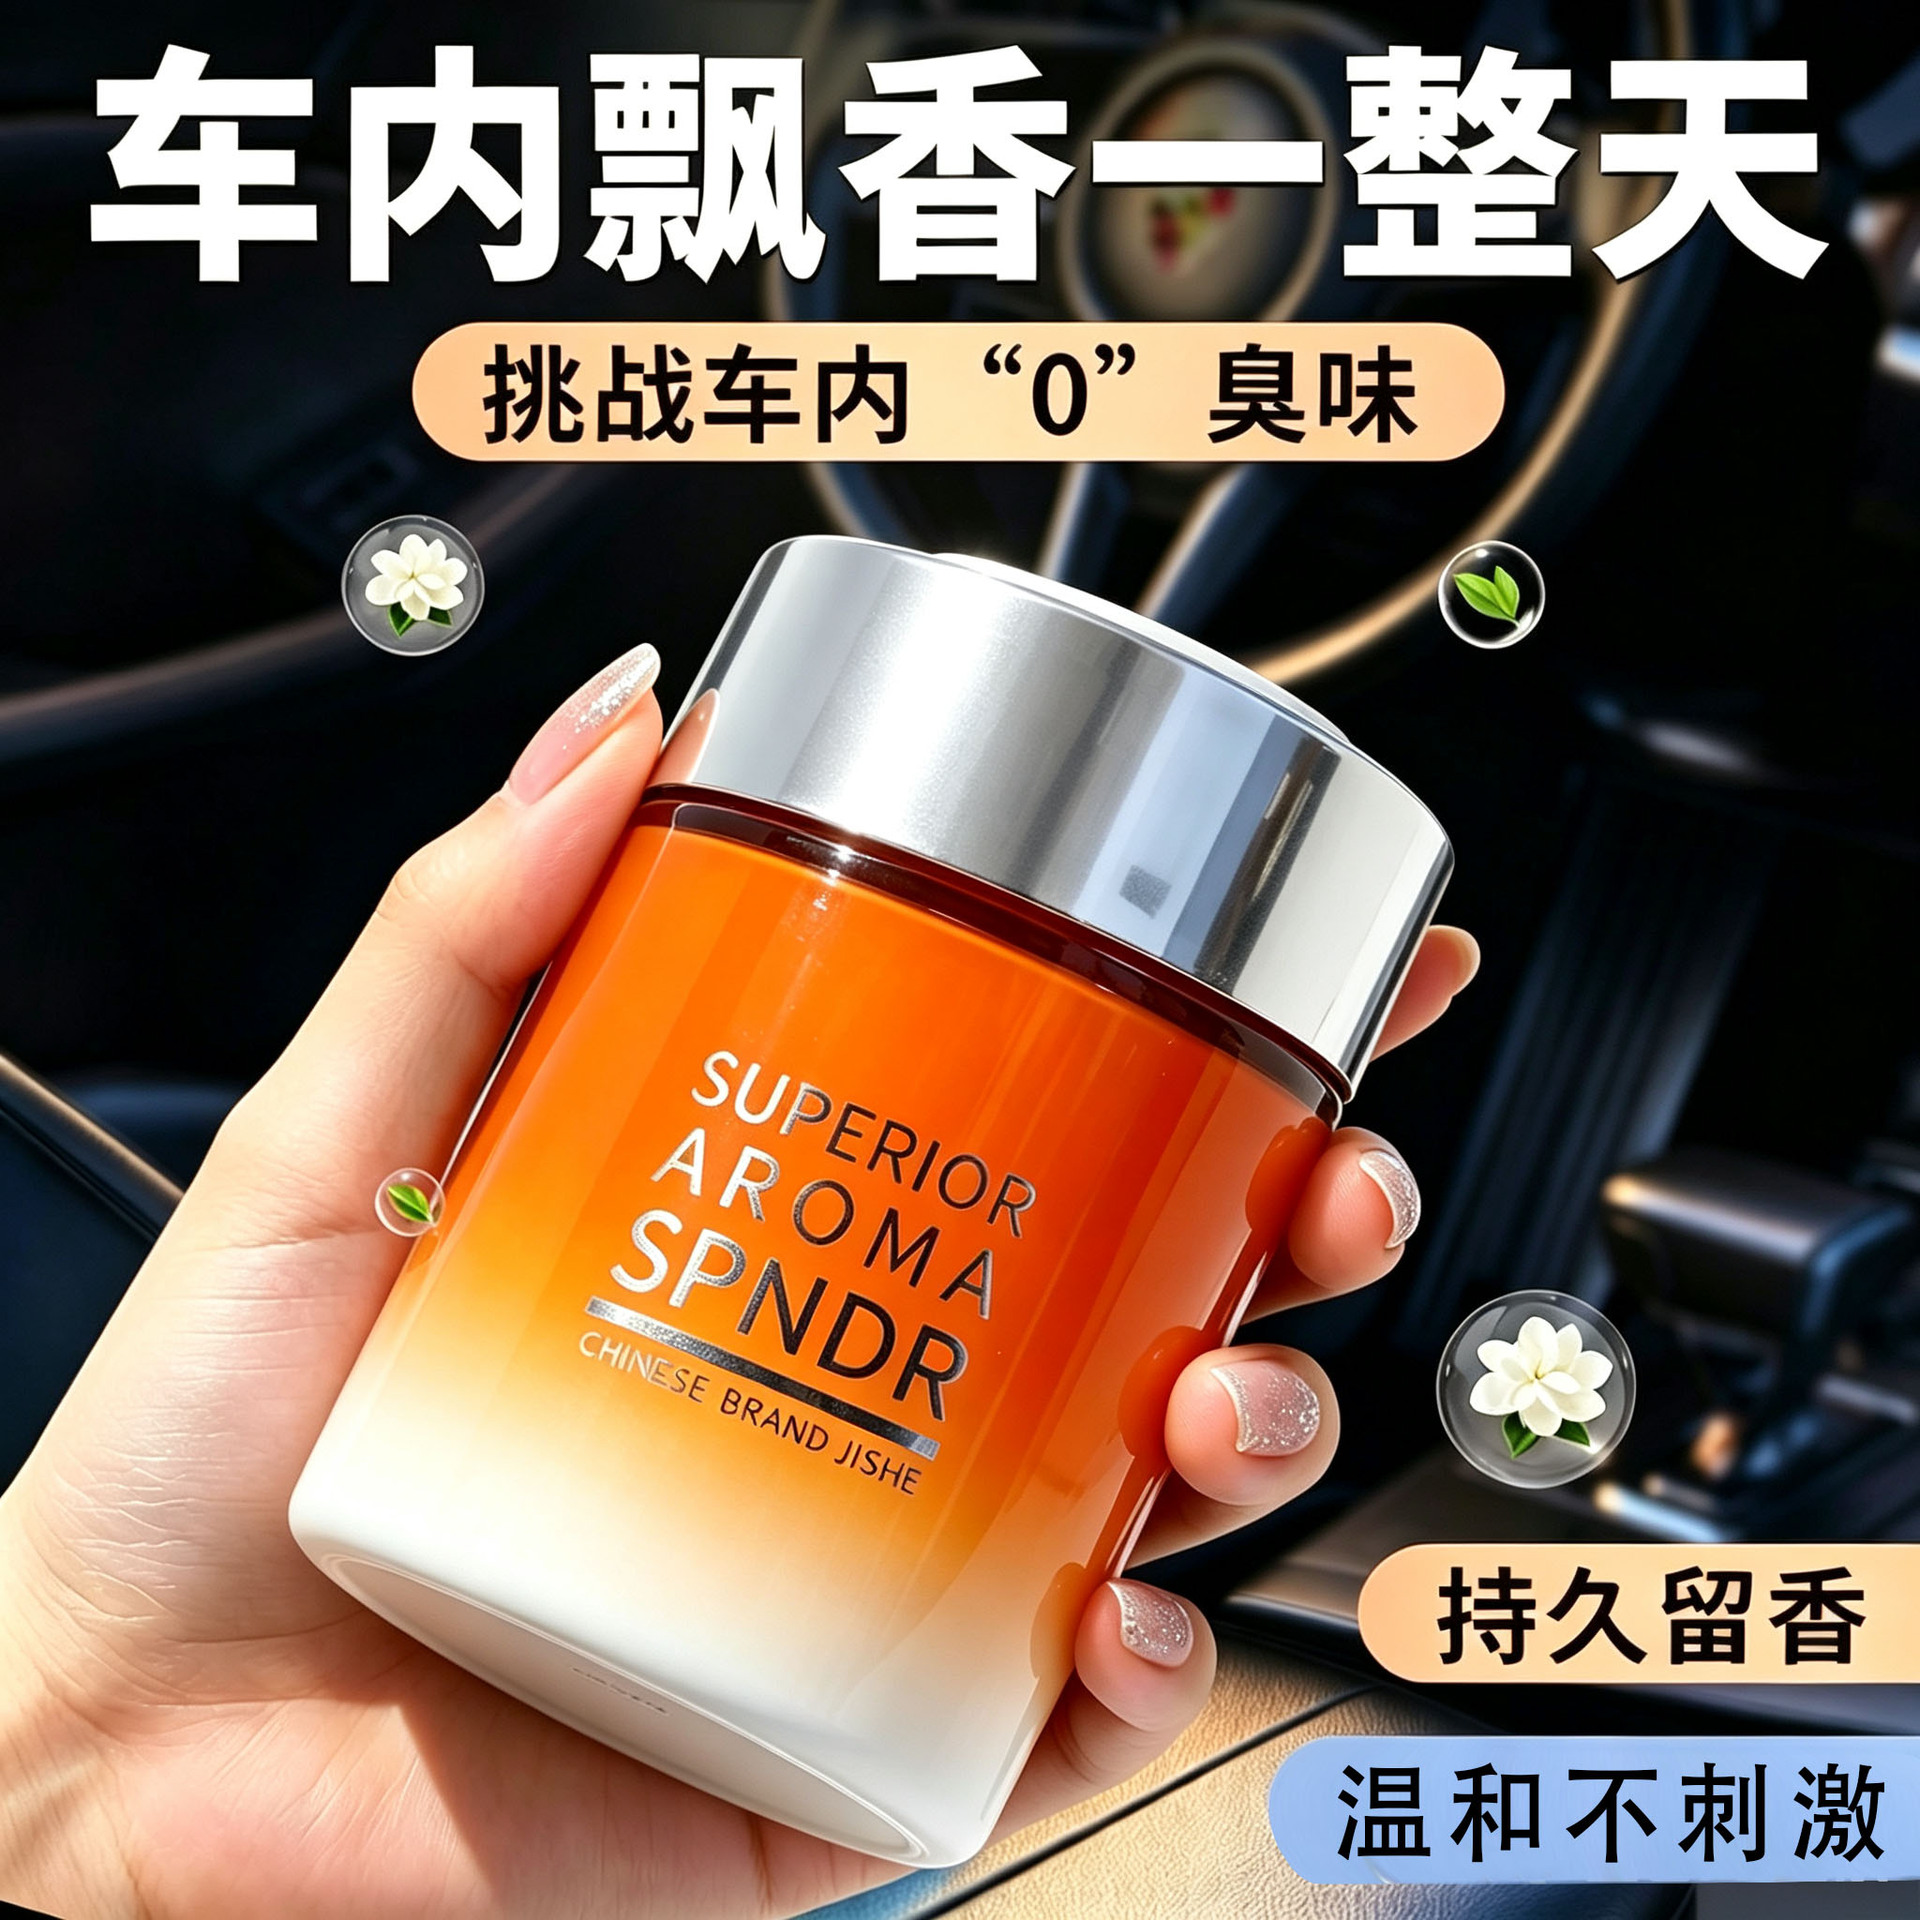 车内飘香一整天
挑战车内“0”臭味
SUPERIOR
AROMA
SPNDR
CHINESE BRAND JISHE
持久留香
温和不刺激